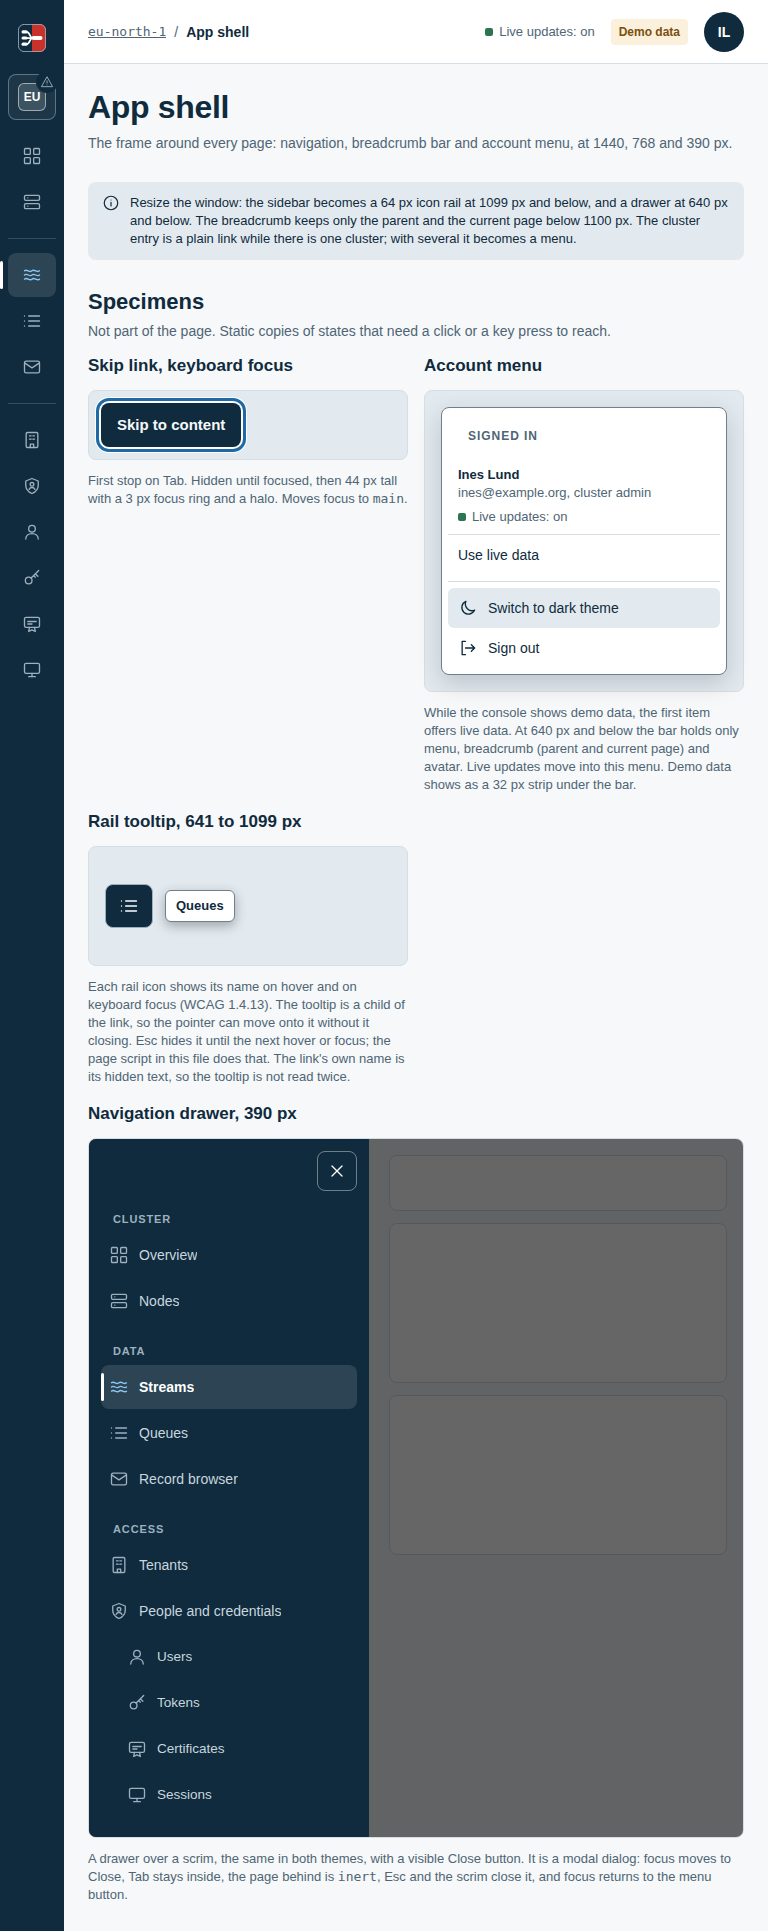 eu-north-1 / App shell
Live updates: on
Demo data
IL
EU
App shell
The frame around every page: navigation, breadcrumb bar and account menu, at 1440, 768 and 390 px.
Resize the window: the sidebar becomes a 64 px icon rail at 1099 px and below, and a drawer at 640 px
and below. The breadcrumb keeps only the parent and the current page below 1100 px. The cluster
entry is a plain link while there is one cluster; with several it becomes a menu.
Specimens
Not part of the page. Static copies of states that need a click or a key press to reach.
Skip link, keyboard focus
Skip to content
First stop on Tab. Hidden until focused, then 44 px tall
with a 3 px focus ring and a halo. Moves focus to main.
Account menu
SIGNED IN
Ines Lund
ines@example.org, cluster admin
Live updates: on
Use live data
Switch to dark theme
Sign out
While the console shows demo data, the first item
offers live data. At 640 px and below the bar holds only
menu, breadcrumb (parent and current page) and
avatar. Live updates move into this menu. Demo data
shows as a 32 px strip under the bar.
Rail tooltip, 641 to 1099 px
Queues
Each rail icon shows its name on hover and on
keyboard focus (WCAG 1.4.13). The tooltip is a child of
the link, so the pointer can move onto it without it
closing. Esc hides it until the next hover or focus; the
page script in this file does that. The link's own name is
its hidden text, so the tooltip is not read twice.
Navigation drawer, 390 px
CLUSTER
Overview
Nodes
DATA
Streams
Queues
Record browser
ACCESS
Tenants
People and credentials
Users
Tokens
Certificates
Sessions
A drawer over a scrim, the same in both themes, with a visible Close button. It is a modal dialog: focus moves to
Close, Tab stays inside, the page behind is inert, Esc and the scrim close it, and focus returns to the menu
button.